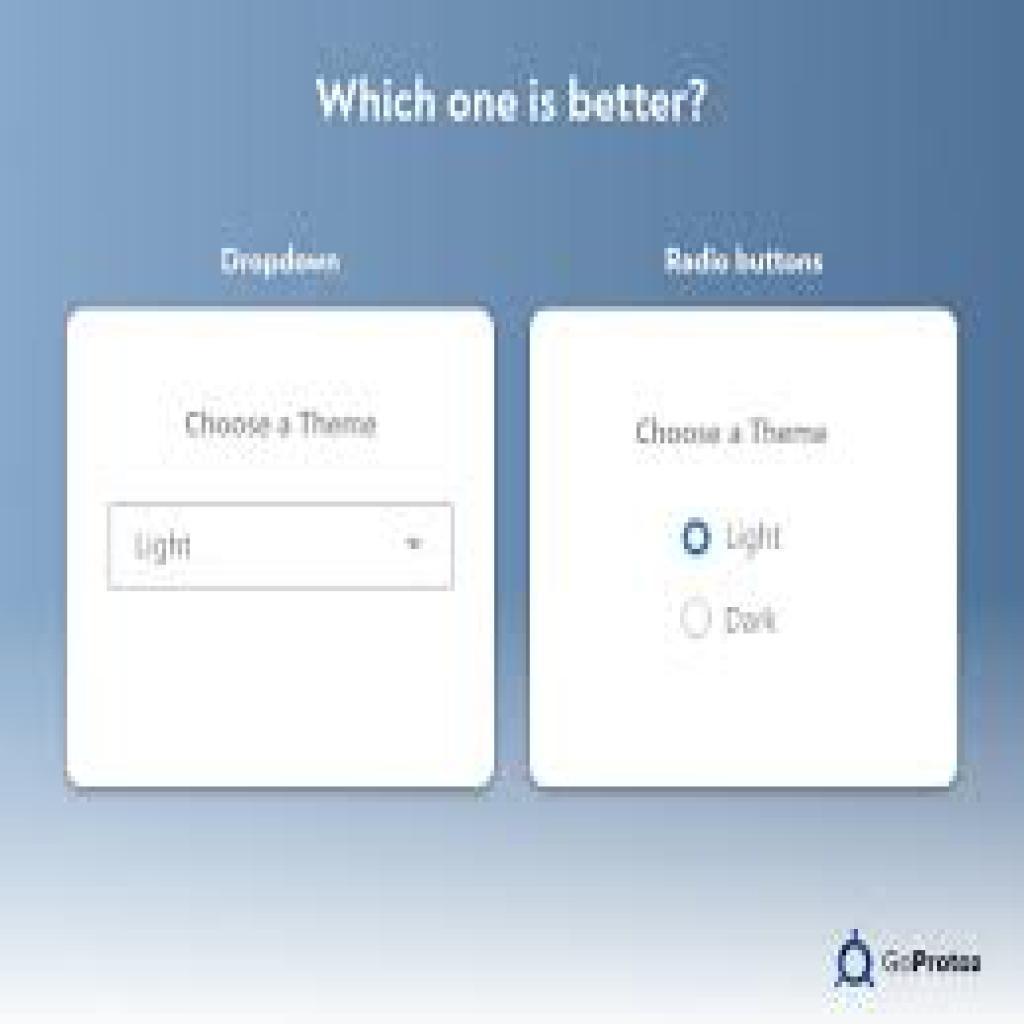 Which one is better?
Dropdown
Choose a Theme
Light
Radio buttons
Choose a Theme
Light
Dark
GoProtoz